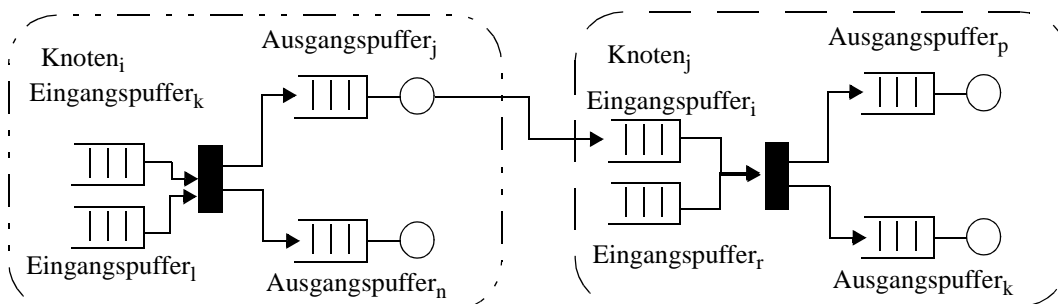 Knoten_i
Eingangspuffer_k
Eingangspuffer_l
Ausgangspuffer_j
Ausgangspuffer_n
Knoten_j
Eingangspuffer_i
Eingangspuffer_r
Ausgangspuffer_p
Ausgangspuffer_k